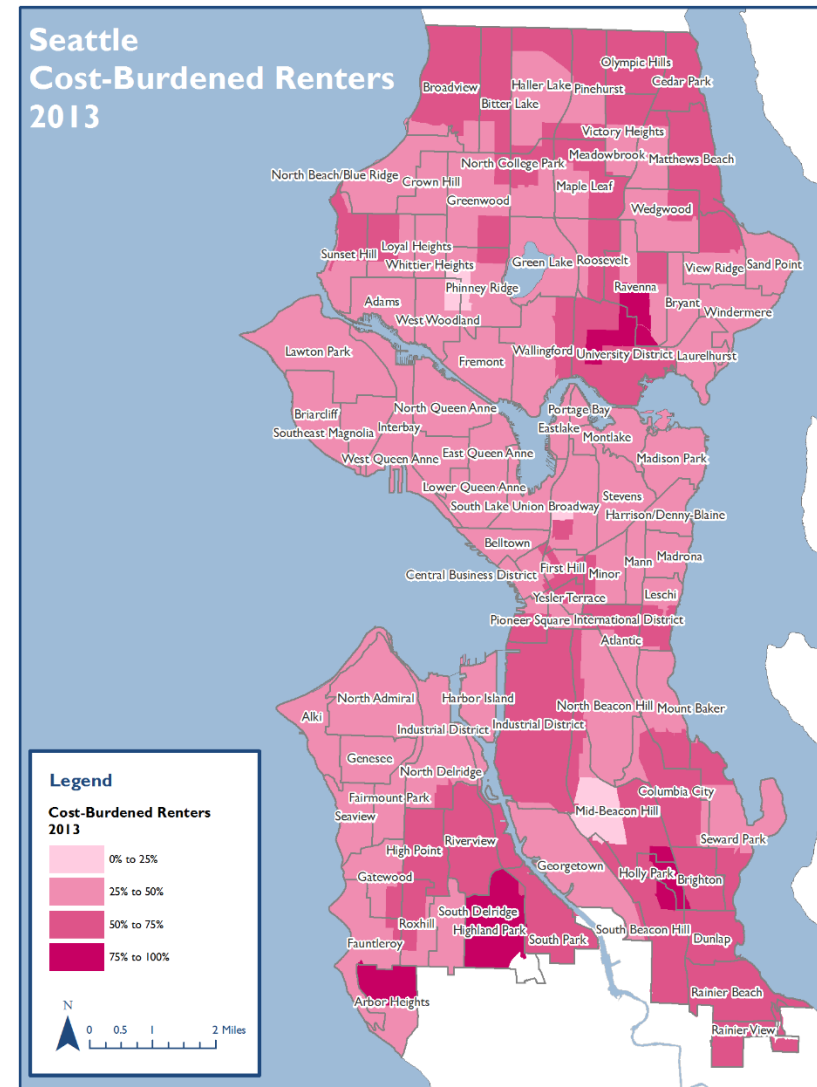 Seattle
Cost-Burdened Renters
2013
Olympic Hills
Haller Lake
Cedar Park
Broadview
Pinehurst
Bitter Lake
Victory Heights
Meadowbrook
North College Park
Matthews Beach
North Beach/Blue Ridge
Crown Hill
Maple Leaf
Greenwood
Wedgwood
Loyal Heights
Sunset Hill
Green Lake
Roosevelt
Whittier Heights
View Ridge
Sand Point
Phinney Ridge
Ravenna
Adams
Bryant
Windermere
West Woodland
Lawton Park
Wallingford
University District
Laurelhurst
Fremont
North Queen Anne
Portage Bay
Briarcliff
Eastlake
Interbay
Southeast Magnolia
Montlake
East Queen Anne
West Queen Anne
Madison Park
Lower Queen Anne
Stevens
South Lake Union
Broadway
Harrison/Denny-Blaine
Belltown
Madrona
Mann
First Hill
Minor
Central Business District
Leschi
Yesler Terrace
Pioneer Square
International District
Atlantic
North Admiral
Harbor Island
North Beacon Hill
Mount Baker
Alki
Industrial District
Industrial District
Genesee
North Delridge
Columbia City
Fairmount Park
Mid-Beacon Hill
Seaview
Riverview
Seward Park
High Point
Georgetown
Gatewood
Holly Park
Brighton
South Delridge
Roxhill
Highland Park
South Beacon Hill
South Park
Dunlap
Fauntleroy
Rainier Beach
Arbor Heights
Rainier View
Legend
Cost-Burdened Renters
2013
0% to 25%
25% to 50%
50% to 75%
75% to 100%
N
0 0.5 1 2 Miles